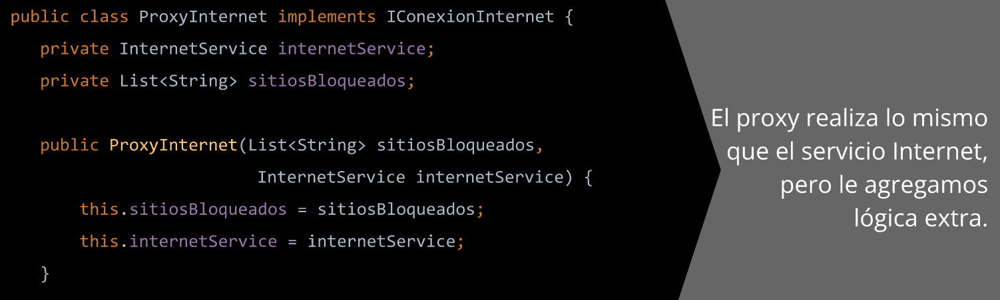 public class ProxyInternet implements IConexionInternet {
private InternetService internetService;
private List<String> sitiosBloqueados;
public ProxyInternet(List<String> sitiosBloqueados,
InternetService internetService) {
this.sitiosBloqueados = sitiosBloqueados;
this.internetService = internetService;
}
El proxy realiza lo mismo
que el servicio Internet,
pero le agregamos
lógica extra.